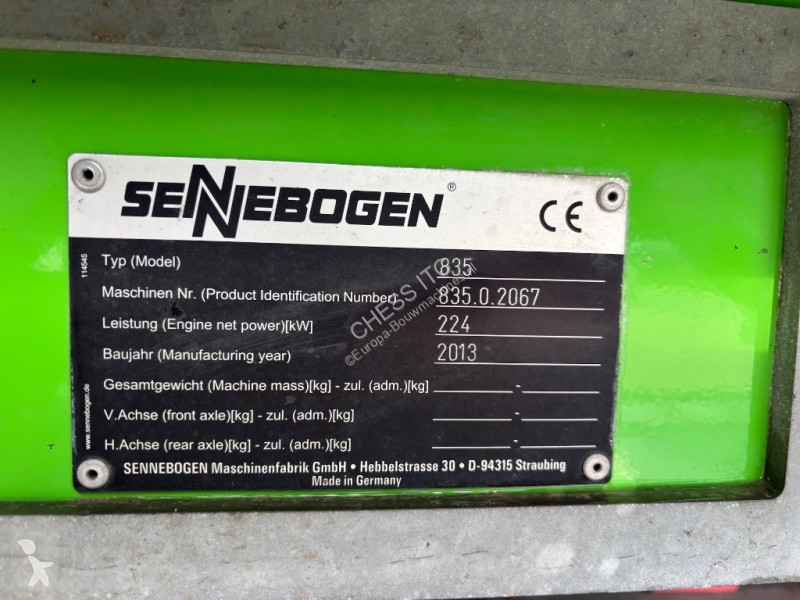 SENNEBOGEN®
CE
Typ (Model) 835
Maschinen Nr. (Product Identification Number) 835.0.2067
Leistung (Engine net power)[kW] 224
Baujahr (Manufacturing year) 2013
Gesamtgewicht (Machine mass)[kg] - zul. (adm.)[kg] -
V.Achse (front axle)[kg] - zul. (adm.)[kg] -
H.Achse (rear axle)[kg] - zul. (adm.)[kg] -
SENNEBOGEN Maschinenfabrik GmbH • Hebbelstrasse 30 • D-94315 Straubing
Made in Germany
114545
www.sennebogen.de
CHESS ITC
©Europa-Bouwmachines.nl